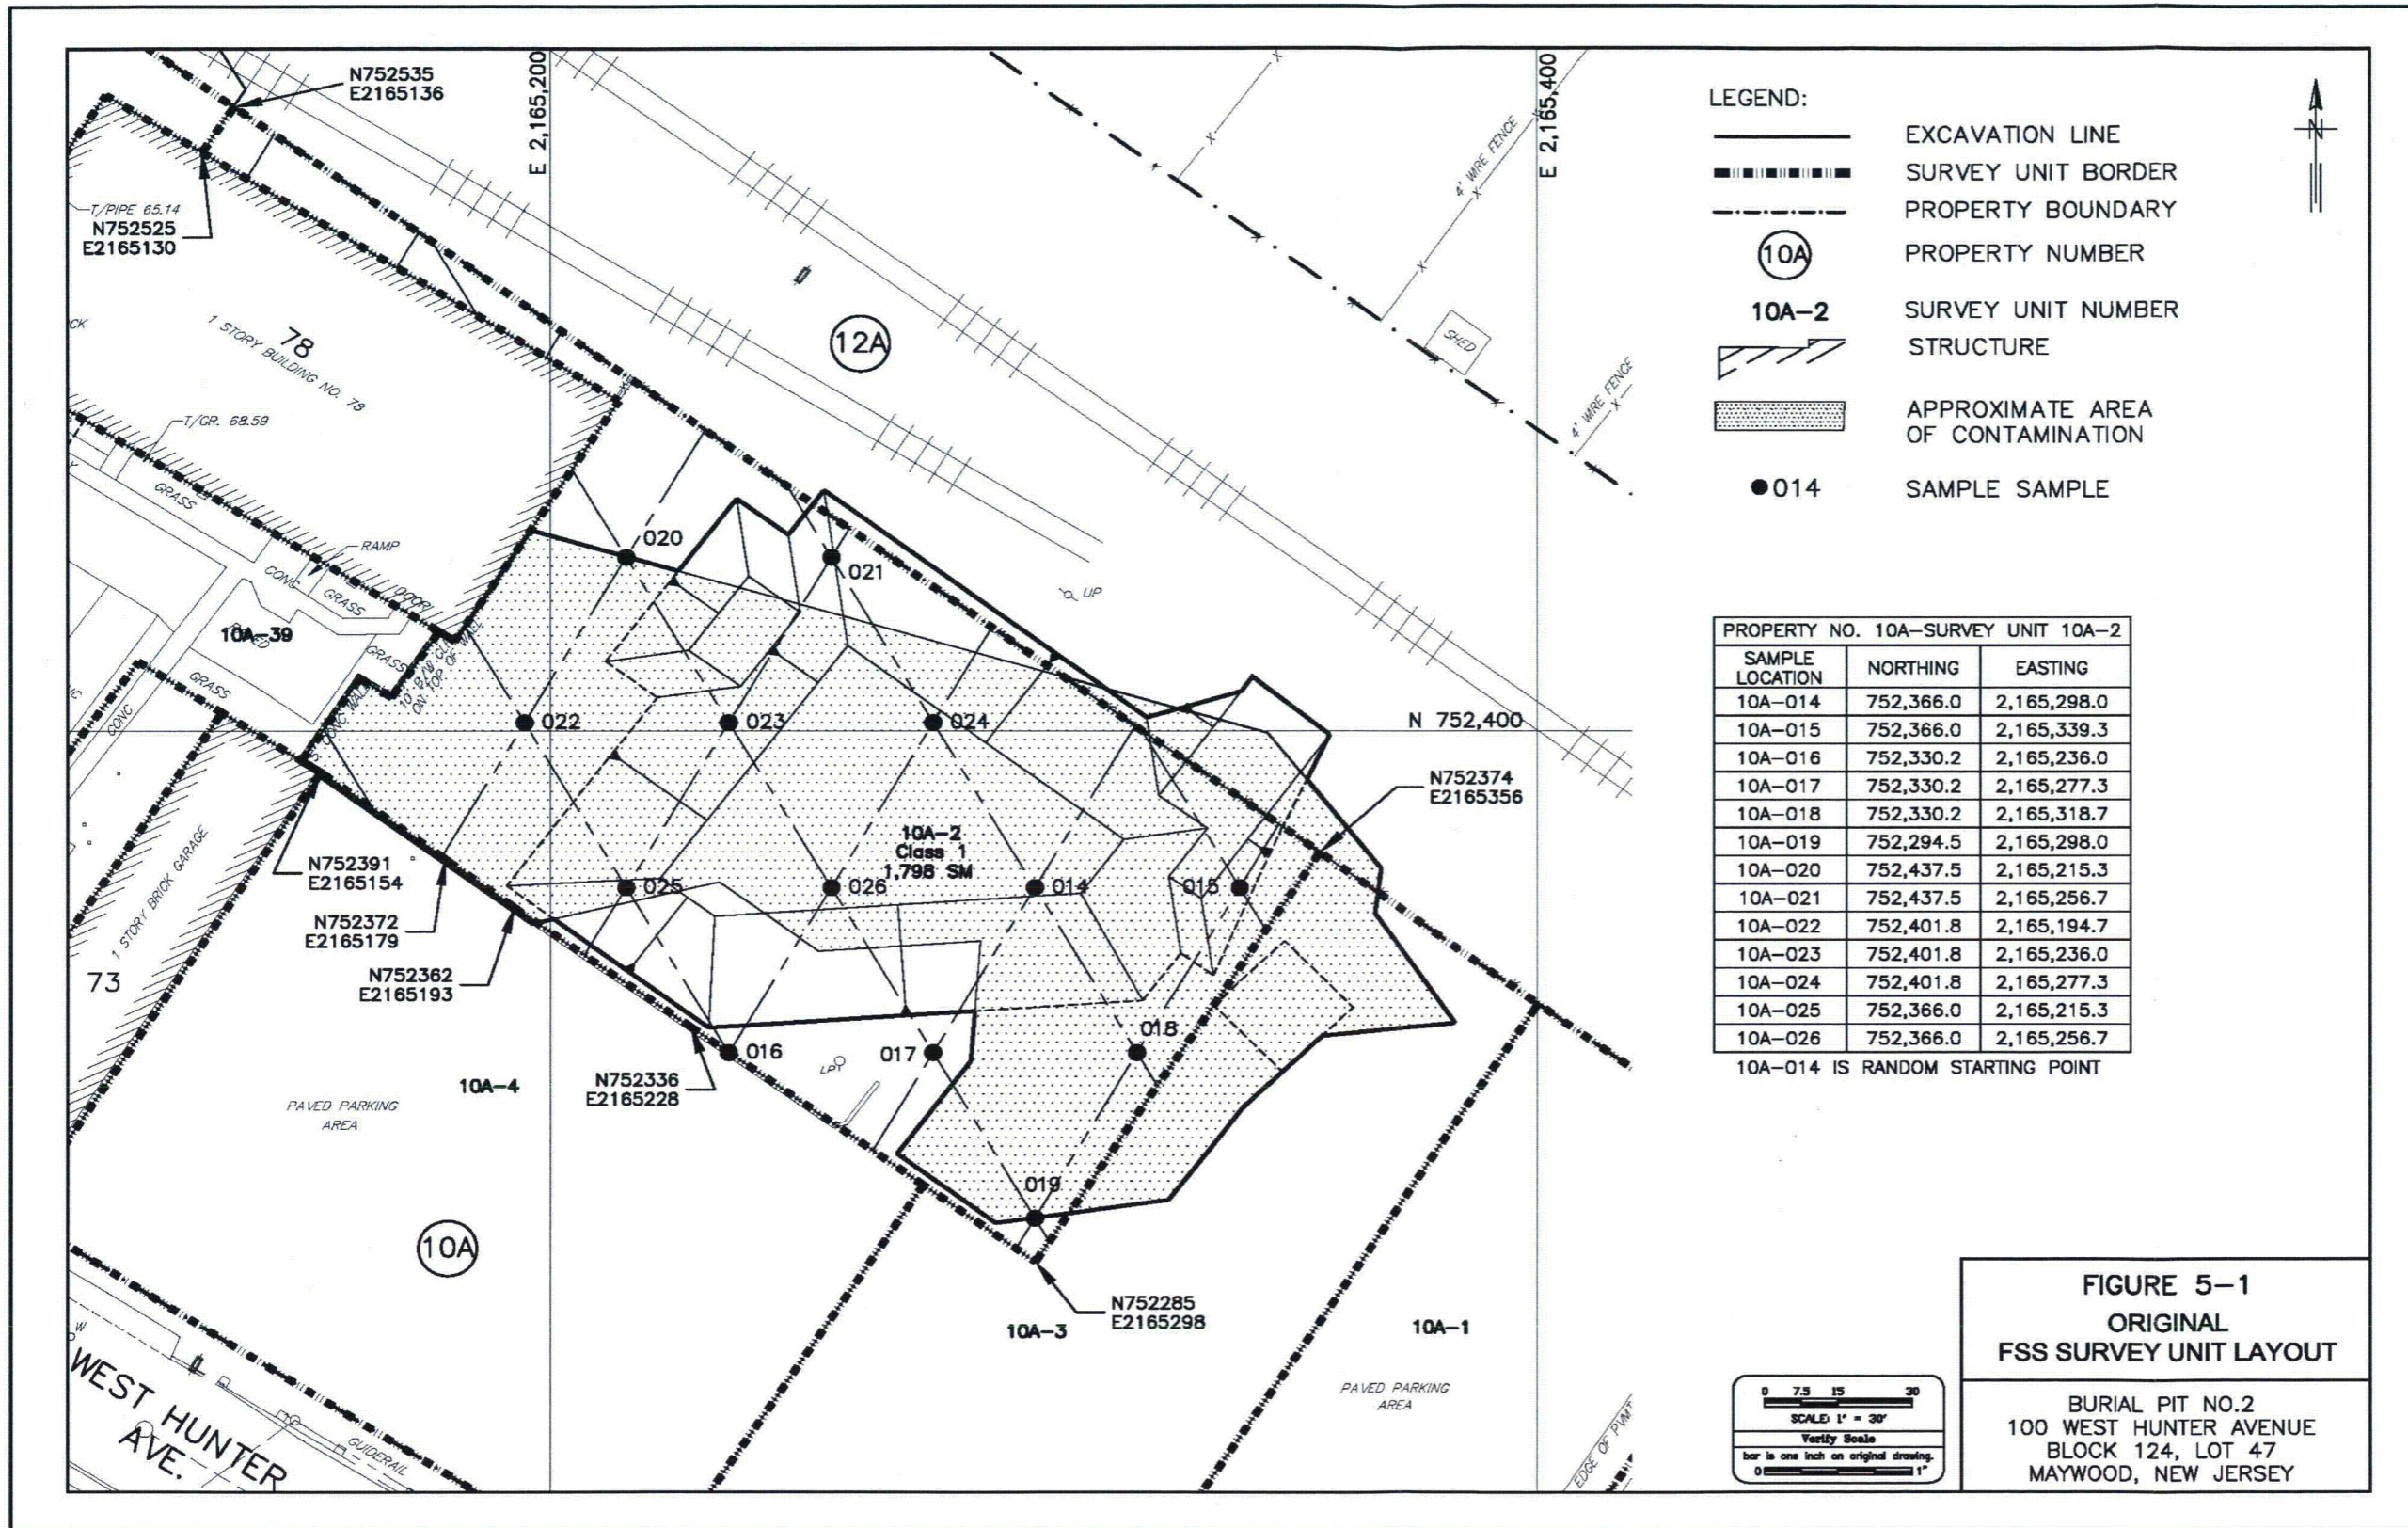 N752535
E2165136
E 2,165,200
E 2,165,400
T/PIPE 65.14
N752525
E2165130
4' WIRE FENCE
X
X
X
X
X
X
CK
78
1 STORY BUILDING NO. 78
12A
SHED
4' WIRE FENCE
X
T/GR. 68.59
GRASS
RAMP
CONC
GRASS
DOOR
10A-39
GRASS
GRASS
CONC
CONC WALL
ON TOP OF WALL
020
021
UP
022
023
024
N 752,400
N752374
E2165356
10A-2
Class 1
1,798 SM
025
026
014
015
N752391
E2165154
1 STORY BRICK GARAGE
N752372
E2165179
73
N752362
E2165193
018
016
017
LP
10A-4
N752336
E2165228
PAVED PARKING
AREA
019
10A
N752285
E2165298
10A-3
10A-1
PAVED PARKING
AREA
W
WEST HUNTER
AVE.
GUIDERAIL
EDGE OF PVMT
LEGEND:
EXCAVATION LINE
SURVEY UNIT BORDER
PROPERTY BOUNDARY
10A PROPERTY NUMBER
10A-2 SURVEY UNIT NUMBER
STRUCTURE
APPROXIMATE AREA
OF CONTAMINATION
014 SAMPLE SAMPLE
N
PROPERTY NO. 10A-SURVEY UNIT 10A-2
SAMPLE
LOCATION NORTHING EASTING
10A-014 752,366.0 2,165,298.0
10A-015 752,366.0 2,165,339.3
10A-016 752,330.2 2,165,236.0
10A-017 752,330.2 2,165,277.3
10A-018 752,330.2 2,165,318.7
10A-019 752,294.5 2,165,298.0
10A-020 752,437.5 2,165,215.3
10A-021 752,437.5 2,165,256.7
10A-022 752,401.8 2,165,194.7
10A-023 752,401.8 2,165,236.0
10A-024 752,401.8 2,165,277.3
10A-025 752,366.0 2,165,215.3
10A-026 752,366.0 2,165,256.7
10A-014 IS RANDOM STARTING POINT
0 7.5 15 30
SCALE: 1" = 30'
Verify Scale
bar is one inch on original drawing.
0 1"
FIGURE 5-1
ORIGINAL
FSS SURVEY UNIT LAYOUT
BURIAL PIT NO.2
100 WEST HUNTER AVENUE
BLOCK 124, LOT 47
MAYWOOD, NEW JERSEY